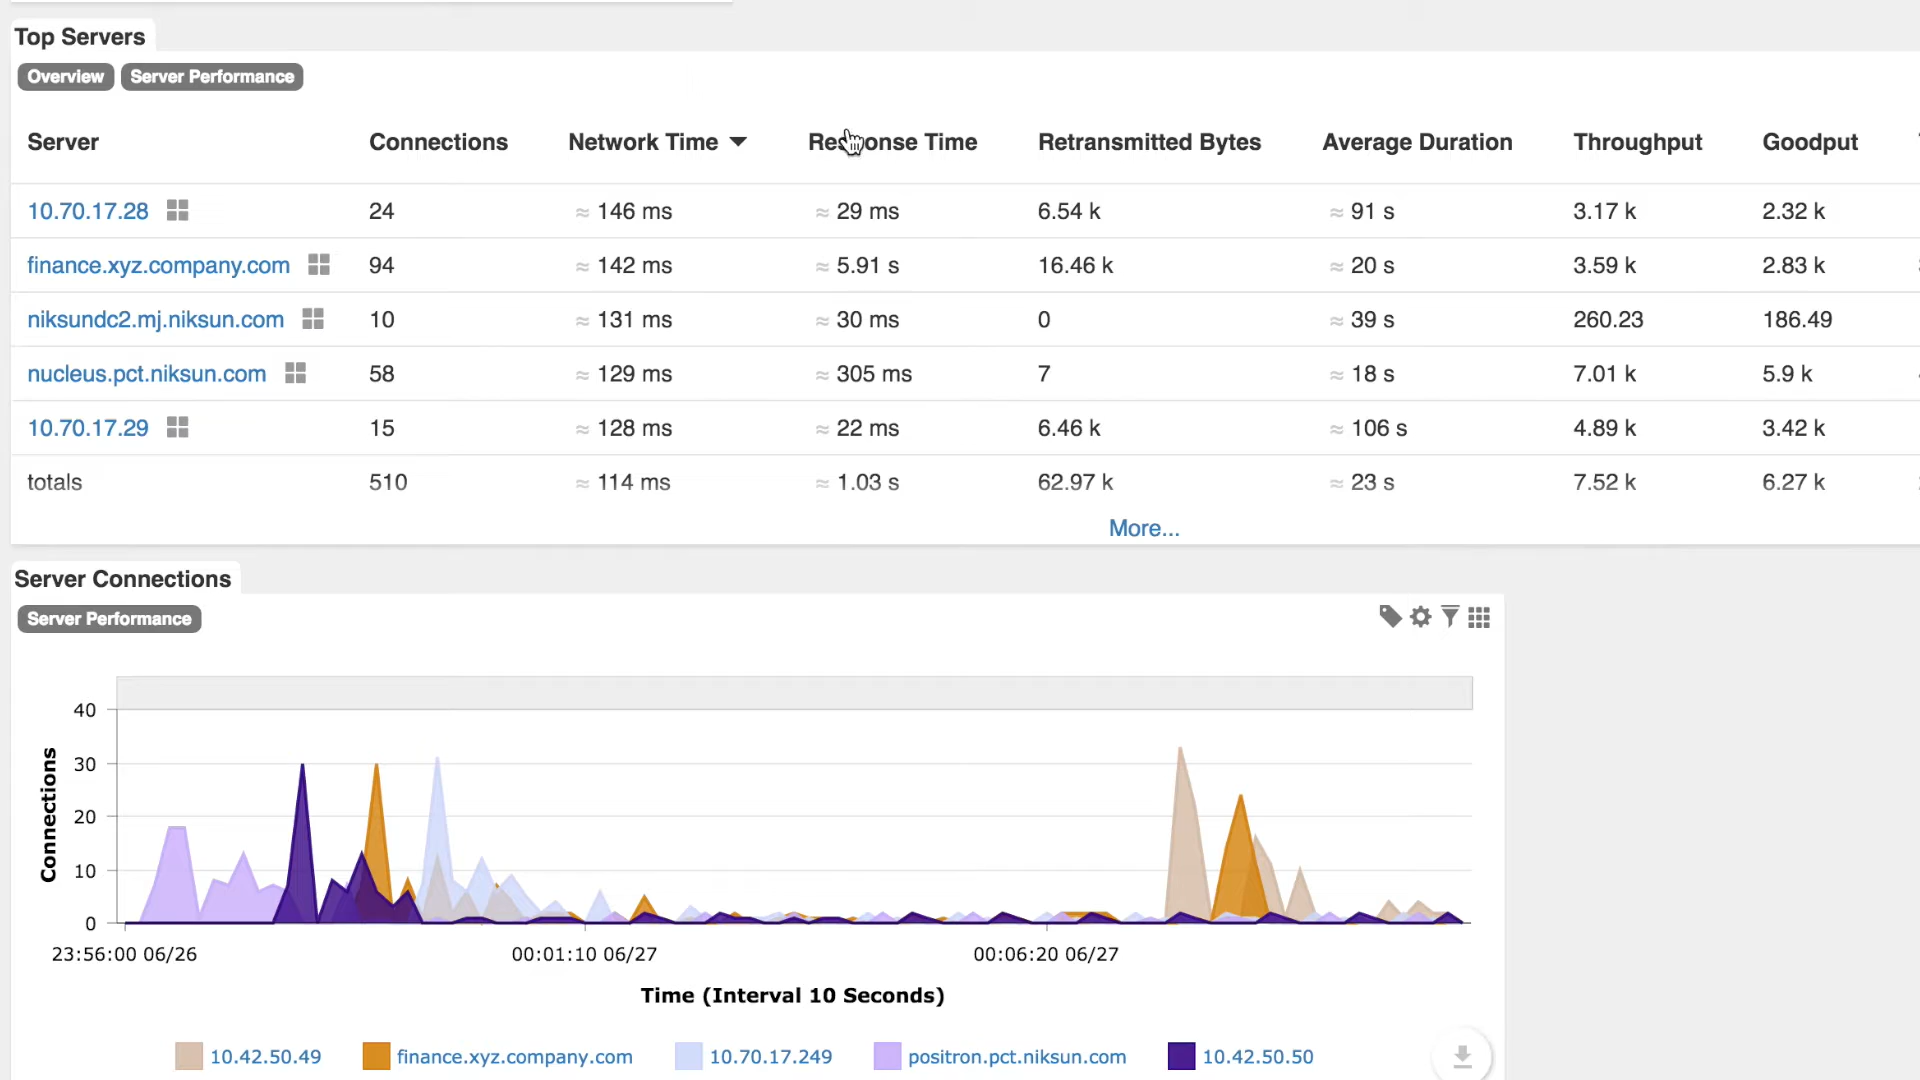 Top Servers
Overview Server Performance
Server Connections Network Time Response Time Retransmitted Bytes Average Duration Throughput Goodput
10.70.17.28 24 ≈ 146 ms ≈ 29 ms 6.54 k ≈ 91 s 3.17 k 2.32 k
finance.xyz.company.com 94 ≈ 142 ms ≈ 5.91 s 16.46 k ≈ 20 s 3.59 k 2.83 k
niksundc2.mj.niksun.com 10 ≈ 131 ms ≈ 30 ms 0 ≈ 39 s 260.23 186.49
nucleus.pct.niksun.com 58 ≈ 129 ms ≈ 305 ms 7 ≈ 18 s 7.01 k 5.9 k
10.70.17.29 15 ≈ 128 ms ≈ 22 ms 6.46 k ≈ 106 s 4.89 k 3.42 k
totals 510 ≈ 114 ms ≈ 1.03 s 62.97 k ≈ 23 s 7.52 k 6.27 k
More...
Server Connections
Server Performance
40
30
20
10
0
Connections
23:56:00 06/26 00:01:10 06/27 00:06:20 06/27
Time (Interval 10 Seconds)
10.42.50.49 finance.xyz.company.com 10.70.17.249 positron.pct.niksun.com 10.42.50.50